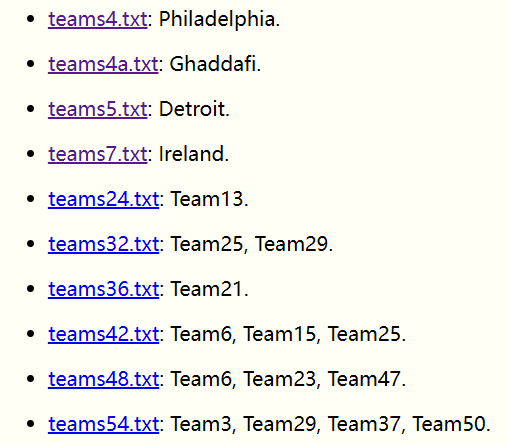 teams4.txt: Philadelphia.
teams4a.txt: Ghaddafi.
teams5.txt: Detroit.
teams7.txt: Ireland.
teams24.txt: Team13.
teams32.txt: Team25, Team29.
teams36.txt: Team21.
teams42.txt: Team6, Team15, Team25.
teams48.txt: Team6, Team23, Team47.
teams54.txt: Team3, Team29, Team37, Team50.